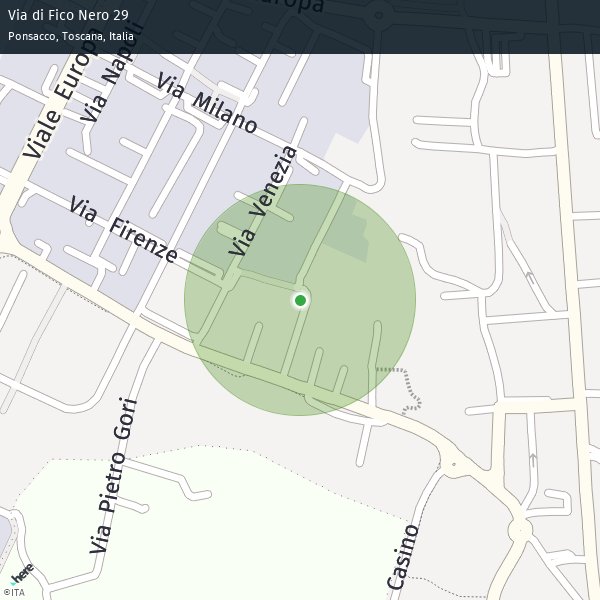 Via di Fico Nero 29
Ponsacco, Toscana, Italia
Europa
Viale Europa
Via Napoli
Via Milano
Via Venezia
Via Firenze
Via Pietro Gori
Casino
here
©ITA